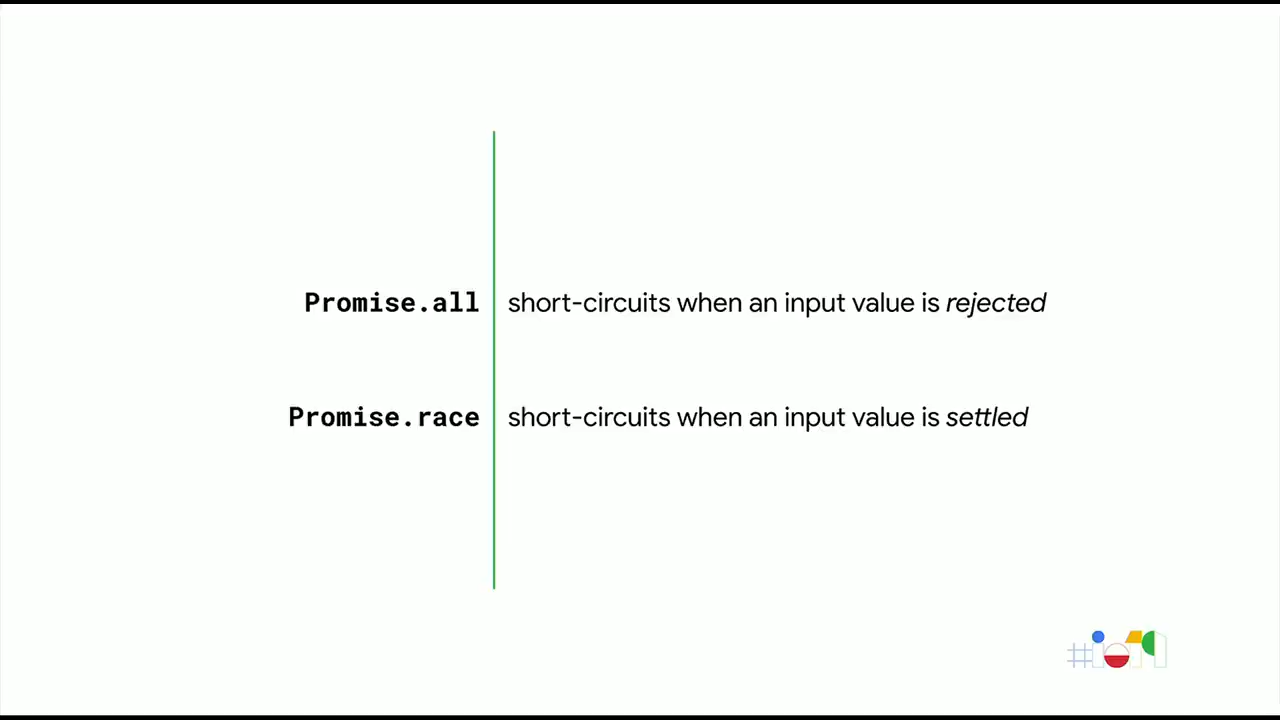 Promise.all short-circuits when an input value is rejected
Promise.race short-circuits when an input value is settled
#io19